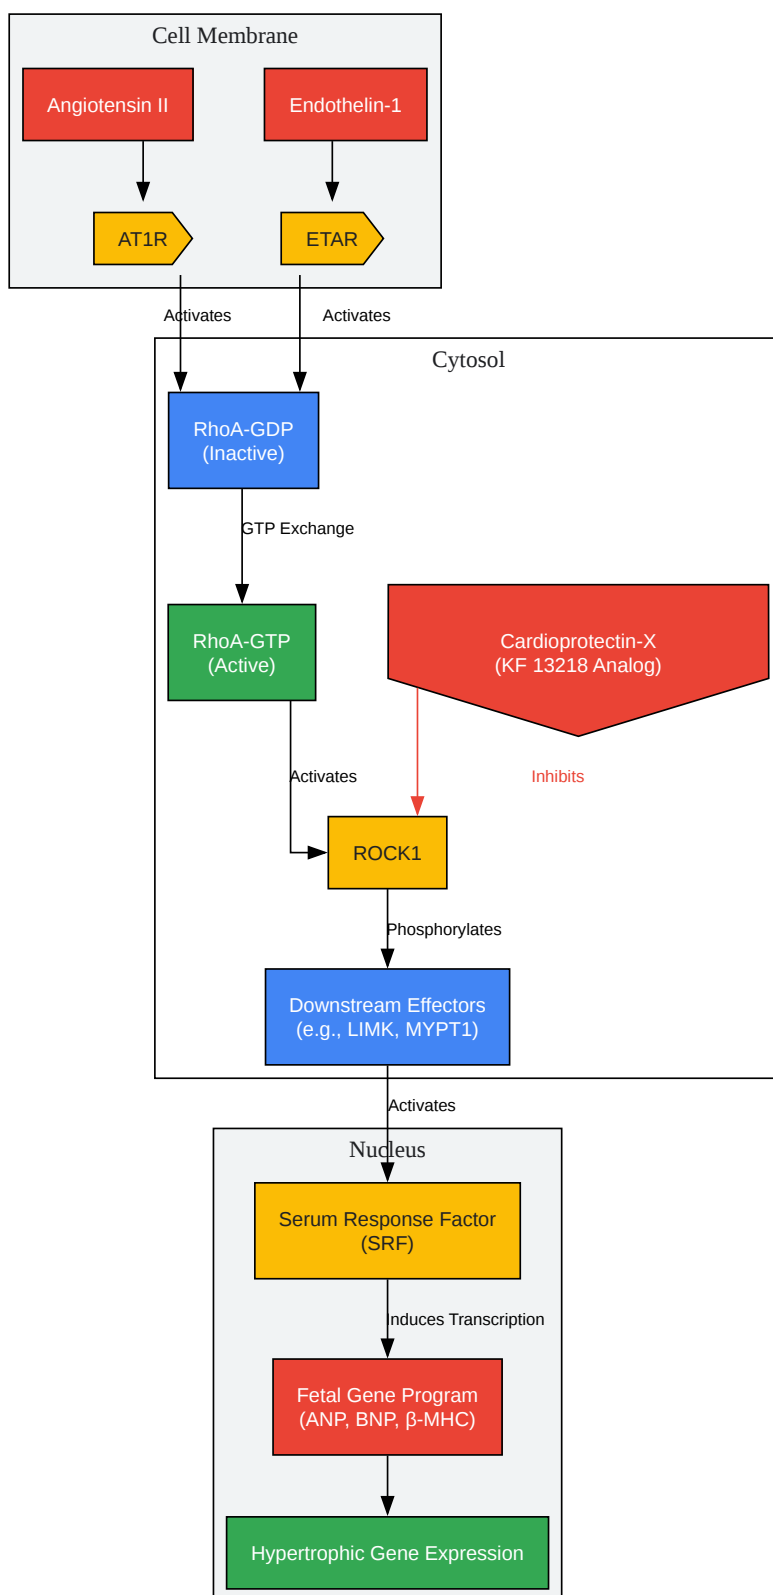 Cell Membrane
Angiotensin II
Endothelin-1
AT1R
ETAR
Activates
Activates
Cytosol
RhoA-GDP
(Inactive)
GTP Exchange
RhoA-GTP
(Active)
Cardioprotectin-X
(KF 13218 Analog)
Activates
Inhibits
ROCK1
Phosphorylates
Downstream Effectors
(e.g., LIMK, MYPT1)
Activates
Nucleus
Serum Response Factor
(SRF)
Induces Transcription
Fetal Gene Program
(ANP, BNP, β-MHC)
Hypertrophic Gene Expression